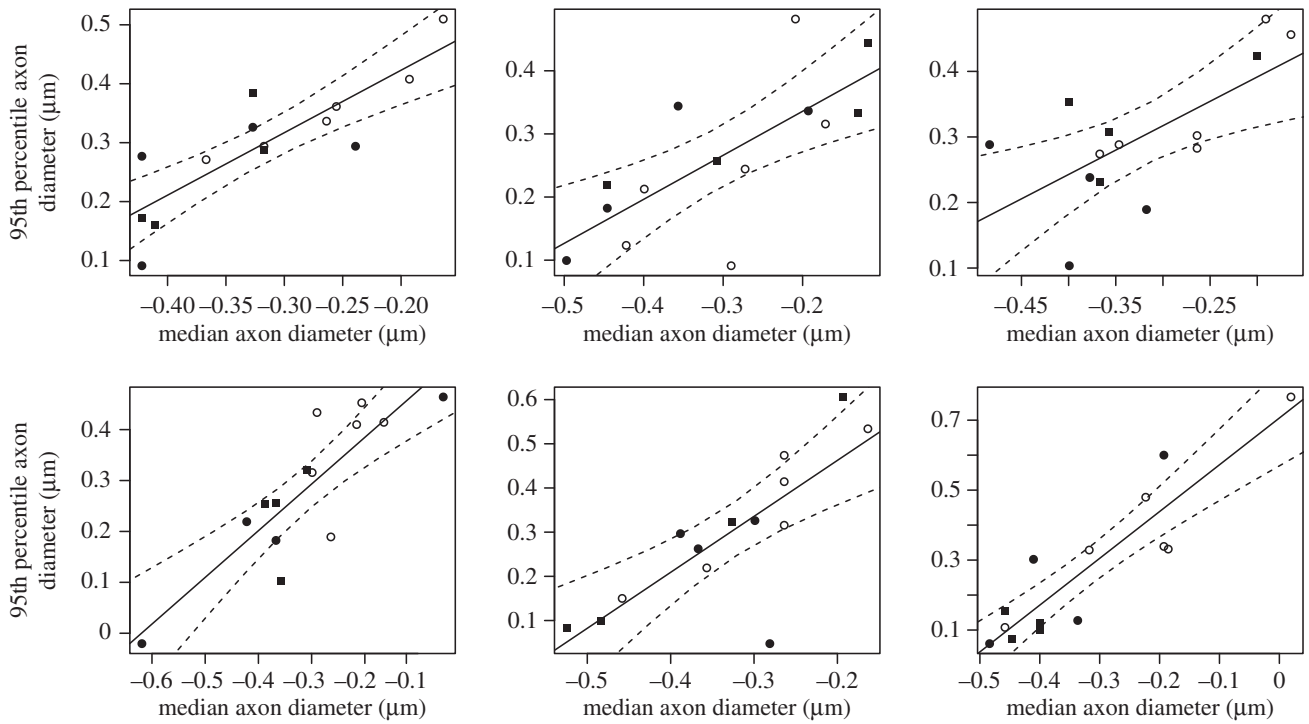 0.5
0.4
0.3
0.2
0.1
95th percentile axon
diameter (μm)
–0.40 –0.35 –0.30 –0.25 –0.20
median axon diameter (μm)
0.4
0.3
0.2
0.1
–0.5 –0.4 –0.3 –0.2
median axon diameter (μm)
0.4
0.3
0.2
0.1
–0.45 –0.35 –0.25
median axon diameter (μm)
0.4
0.3
0.2
0.1
0
95th percentile axon
diameter (μm)
–0.6 –0.5 –0.4 –0.3 –0.2 –0.1
median axon diameter (μm)
0.6
0.5
0.4
0.3
0.2
0.1
–0.5 –0.4 –0.3 –0.2
median axon diameter (μm)
0.7
0.5
0.3
0.1
–0.5 –0.4 –0.3 –0.2 –0.1 0
median axon diameter (μm)